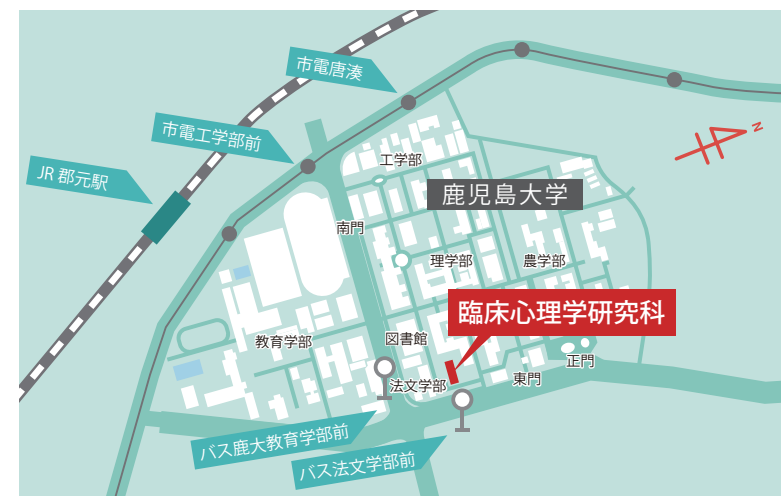 市電唐湊
市電工学部前
JR 郡元駅
N
工学部
鹿児島大学
南門
理学部
農学部
臨床心理学研究科
教育学部
図書館
正門
法文学部
東門
バス鹿大教育学部前
バス法文学部前